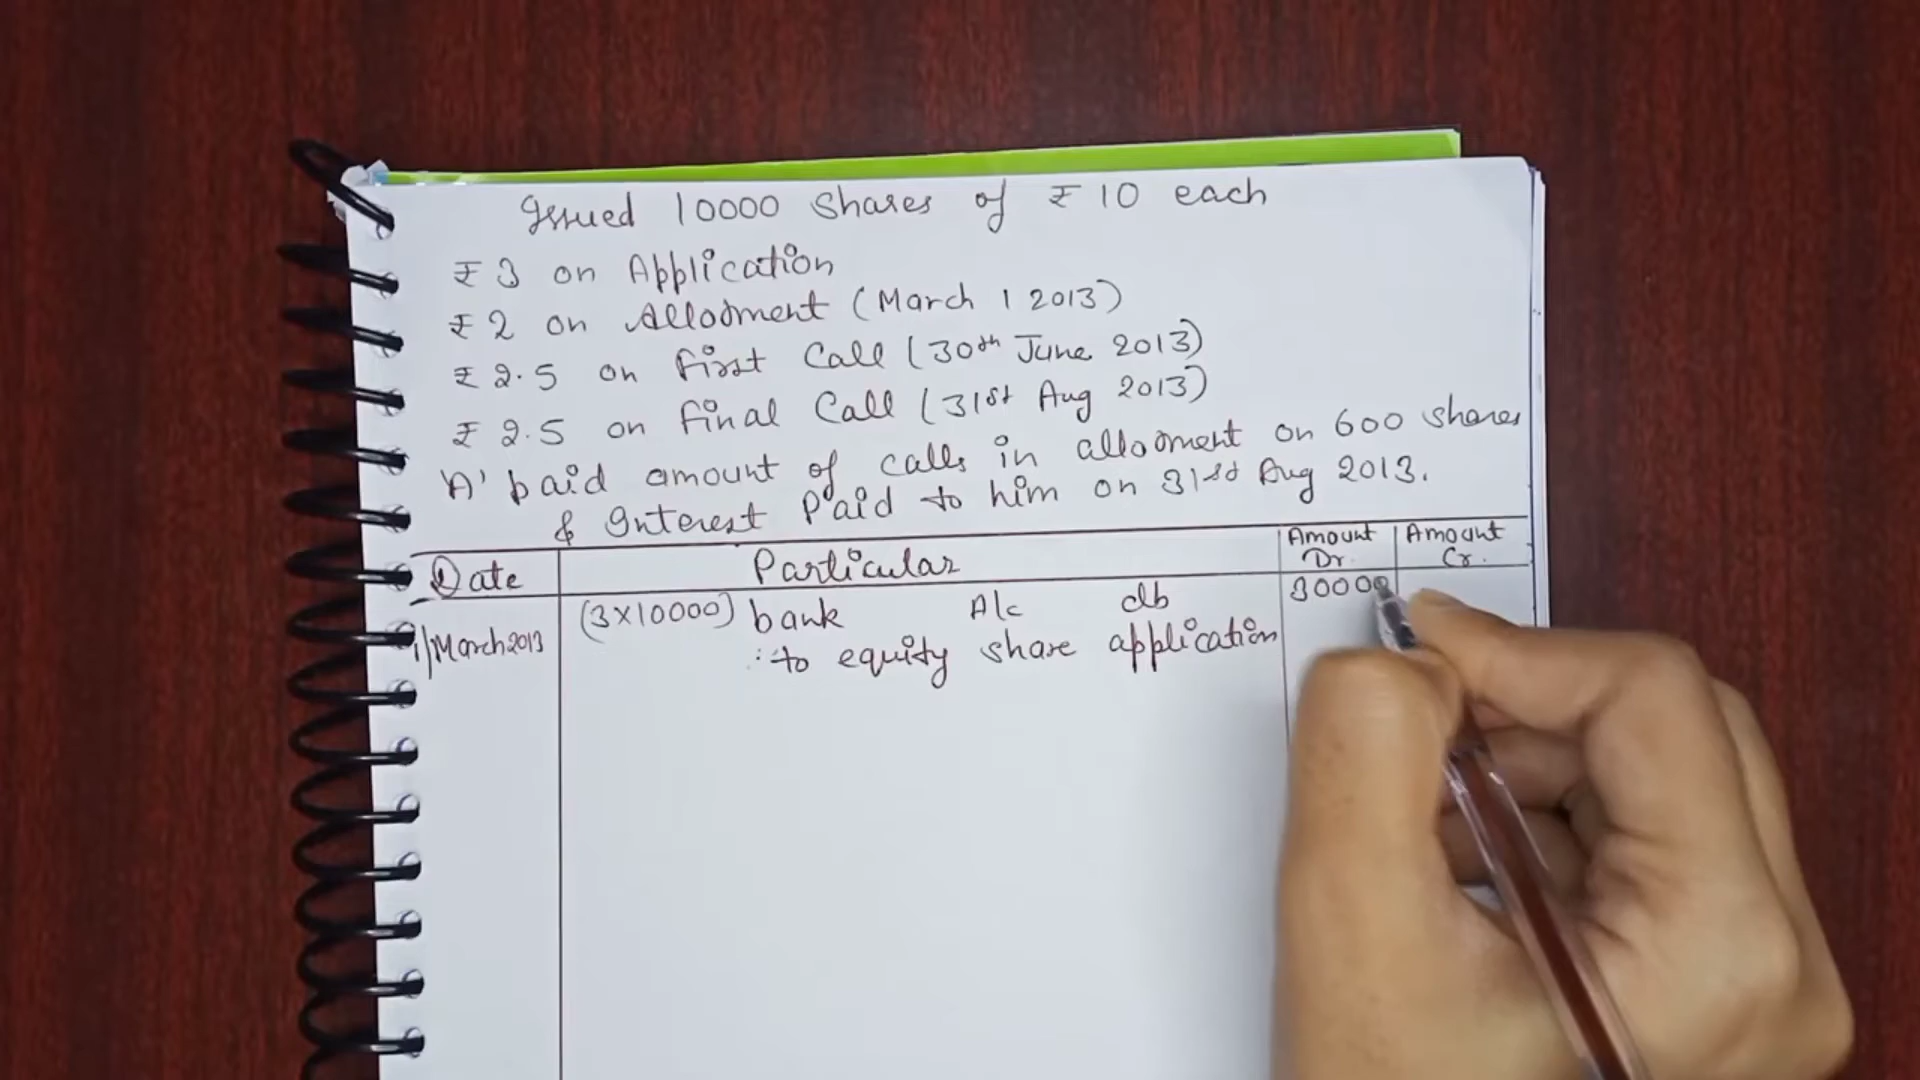 Issued 10000 shares of ₹ 10 each
₹ 3 on Application
₹ 2 on Allotment (March 1 2013)
₹ 2.5 on first Call (30th June 2013)
₹ 2.5 on final Call (31st Aug 2013)
'A' paid amount of calls in allotment on 600 shares
& Interest Paid to him on 31st Aug 2013.
Date Particular Amount Dr. Amount Cr.
1/March 2013 (3×10000) bank A/c db 30000
to equity share application